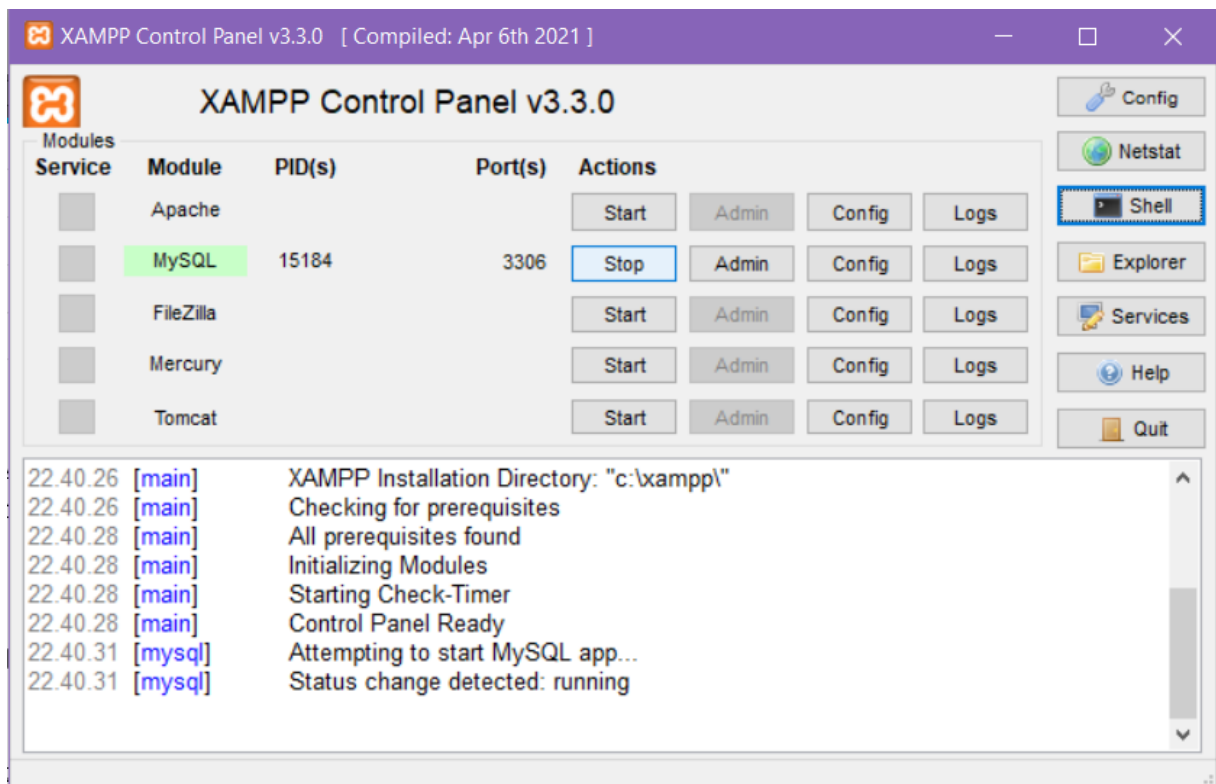 XAMPP Control Panel v3.3.0 [ Compiled: Apr 6th 2021 ]
XAMPP Control Panel v3.3.0
Config
Modules
Netstat
Service Module PID(s) Port(s) Actions
Apache Start Admin Config Logs
Shell
MySQL 15184 3306 Stop Admin Config Logs
Explorer
FileZilla Start Admin Config Logs
Services
Mercury Start Admin Config Logs
Help
Tomcat Start Admin Config Logs
Quit
22.40.26 [main] XAMPP Installation Directory: "c:\xampp\"
22.40.26 [main] Checking for prerequisites
22.40.28 [main] All prerequisites found
22.40.28 [main] Initializing Modules
22.40.28 [main] Starting Check-Timer
22.40.28 [main] Control Panel Ready
22.40.31 [mysql] Attempting to start MySQL app...
22.40.31 [mysql] Status change detected: running